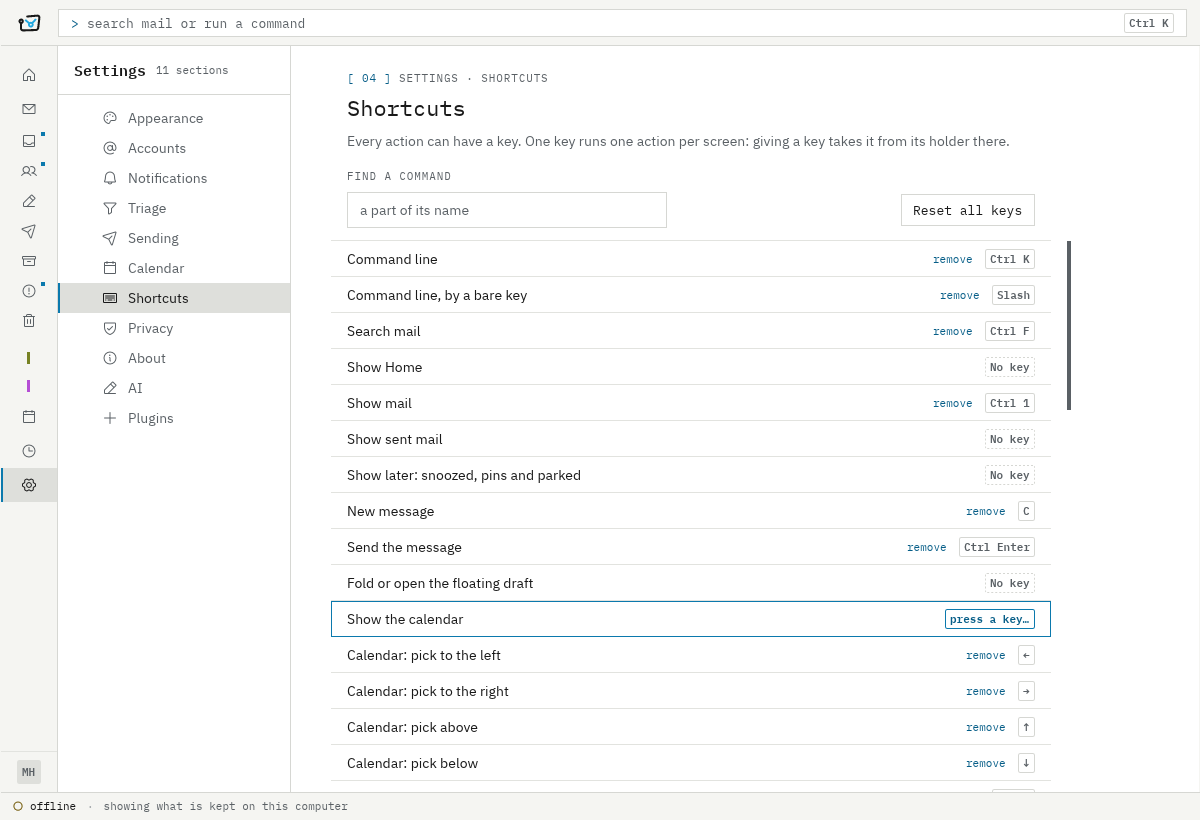 > search mail or run a command
Ctrl K
Settings 11 sections
Appearance
Accounts
Notifications
Triage
Sending
Calendar
Shortcuts
Privacy
About
AI
Plugins
[ 04 ] SETTINGS · SHORTCUTS
Shortcuts
Every action can have a key. One key runs one action per screen: giving a key takes it from its holder there.
FIND A COMMAND
a part of its name
Reset all keys
Command line remove Ctrl K
Command line, by a bare key remove Slash
Search mail remove Ctrl F
Show Home No key
Show mail remove Ctrl 1
Show sent mail No key
Show later: snoozed, pins and parked No key
New message remove C
Send the message remove Ctrl Enter
Fold or open the floating draft No key
Show the calendar press a key…
Calendar: pick to the left remove ←
Calendar: pick to the right remove →
Calendar: pick above remove ↑
Calendar: pick below remove ↓
MH
offline · showing what is kept on this computer